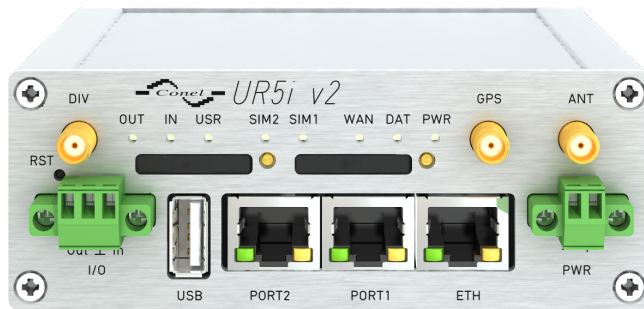 Conel UR5i v2
DIV
GPS
ANT
OUT IN USR SIM2 SIM1 WAN DAT PWR
RST
Out ⊥ In
I/O
USB
PORT2
PORT1
ETH
PWR